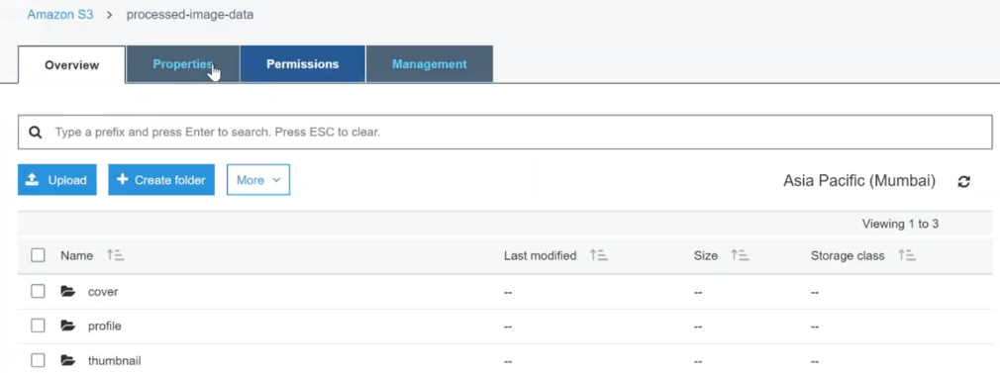 Amazon S3 > processed-image-data
Overview Properties Permissions Management
Type a prefix and press Enter to search. Press ESC to clear.
Upload + Create folder More Asia Pacific (Mumbai)
Viewing 1 to 3
Name Last modified Size Storage class
cover -- -- --
profile -- -- --
thumbnail -- -- --